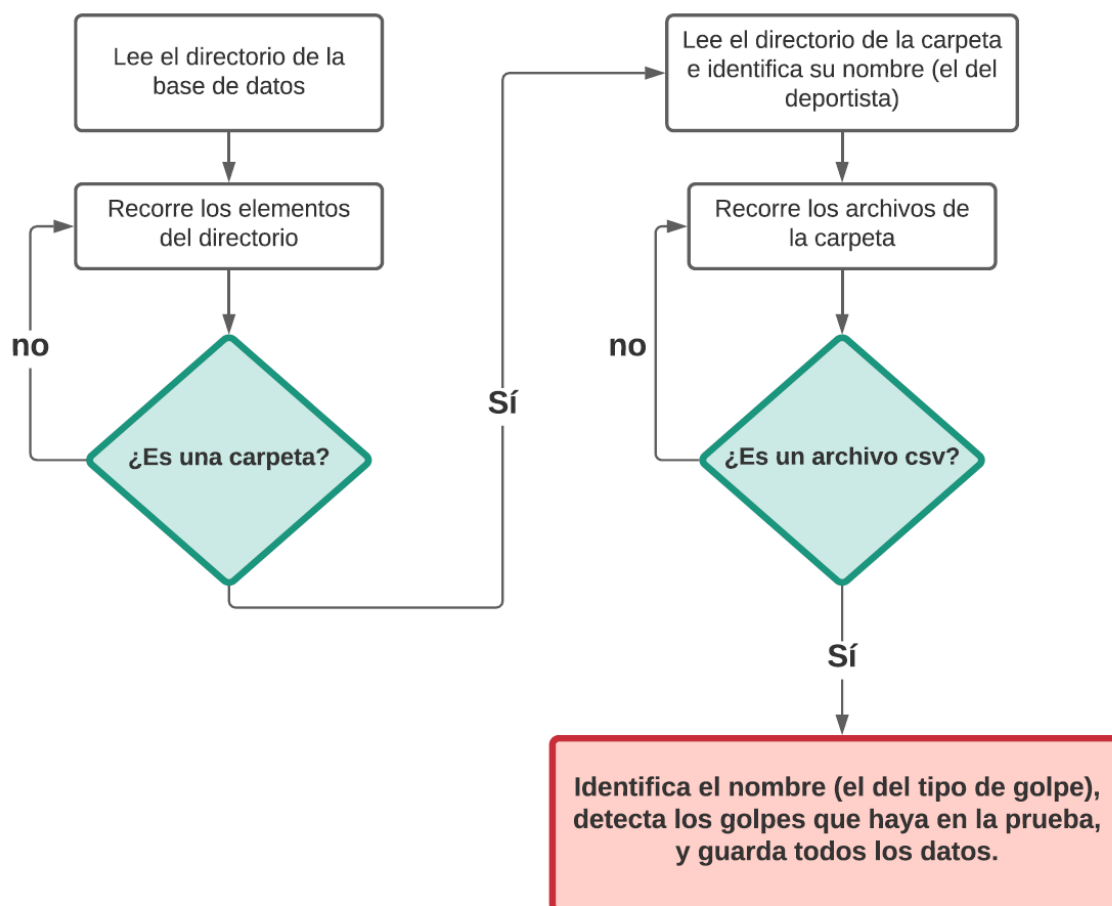 Lee el directorio de la
base de datos
Recorre los elementos
del directorio
no
¿Es una carpeta?
Sí
Lee el directorio de la carpeta
e identifica su nombre (el del
deportista)
Recorre los archivos de
la carpeta
no
¿Es un archivo csv?
Sí
Identifica el nombre (el del tipo de golpe),
detecta los golpes que haya en la prueba,
y guarda todos los datos.